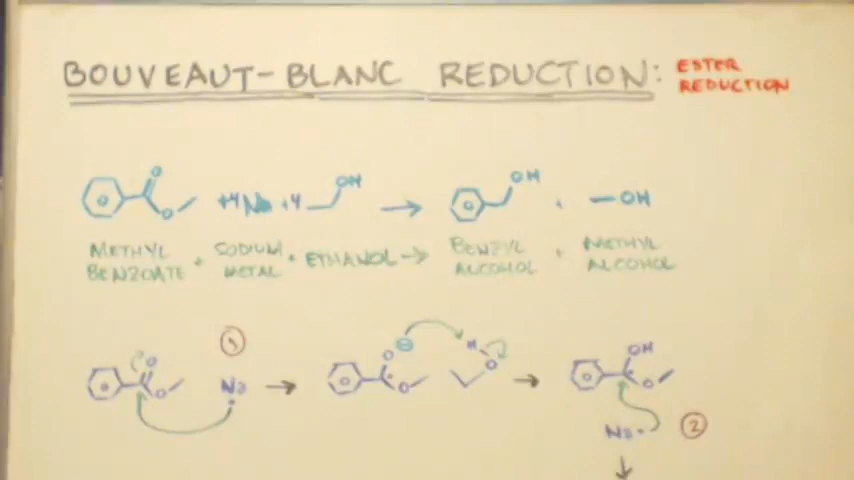 BOUVEAUT-BLANC REDUCTION: ESTER
REDUCTION
O
O +4Na +4 OH → OH + -OH
METHYL BENZOATE + SODIUM METAL + ETHANOL → BENZYL ALCOHOL + METHYL ALCOHOL
1
O O Na → O ⊖ O H O → OH O
Na 2